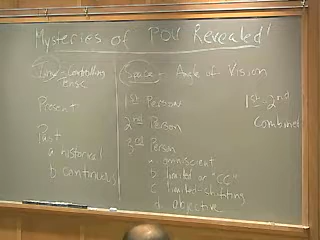 Mysteries of POV Revealed!
Time - Controlling
tense
Present
Past
a historical
b continuous
Space - Angle of Vision
1st Person
2nd Person
3rd Person
a. omniscient
b limited or "CC"
c limited-shifting
d. objective
1st-2nd
Combined